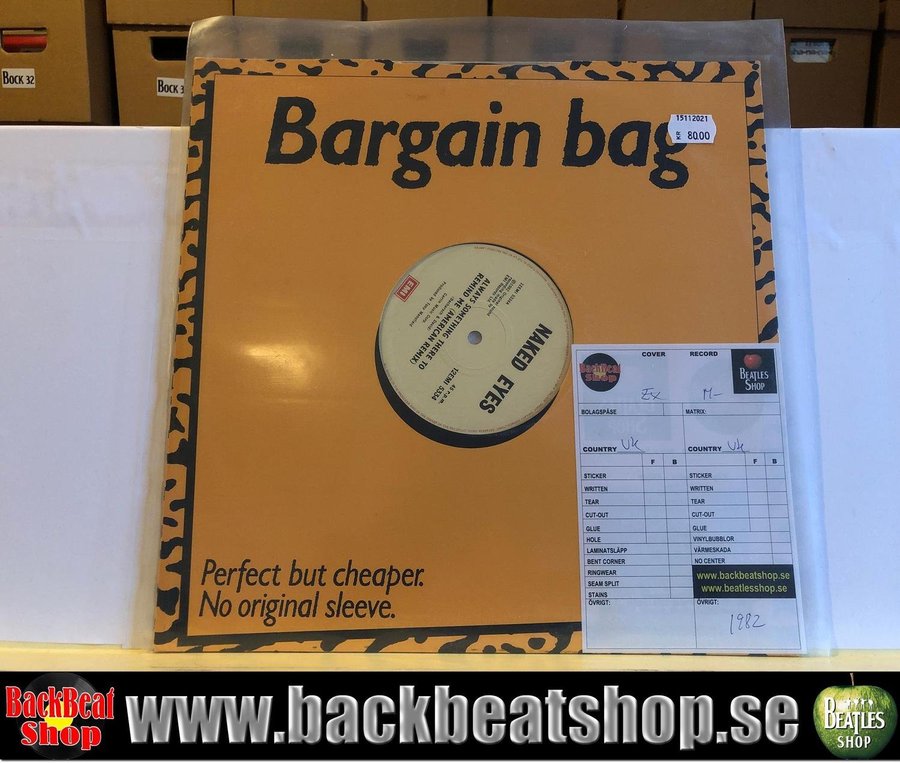 BOCK 32
BOCK 3
Bargain bag
15112021
KR 80.00
NAKED EYES
ALWAYS SOMETHING THERE TO
REMIND ME (AMERICAN REMIX)
12EMI 5334
45 r.p.m.
EMI
BackBeat
Shop
COVER
RECORD
BEATLES
SHOP
Ex
M-
BOLAGSPÅSE
MATRIX:
COUNTRY UK
COUNTRY UK
F B
F B
STICKER
STICKER
WRITTEN
WRITTEN
TEAR
TEAR
CUT-OUT
CUT-OUT
GLUE
GLUE
HOLE
VINYLBUBBLOR
LAMINATSLÄPP
VÄRMESKADA
BENT CORNER
NO CENTER
RINGWEAR
www.backbeatshop.se
SEAM SPLIT
www.beatlesshop.se
STAINS
ÖVRIGT:
ÖVRIGT:
1982
Perfect but cheaper.
No original sleeve.
BackBeat
Shop
www.backbeatshop.se
BEATLES
SHOP